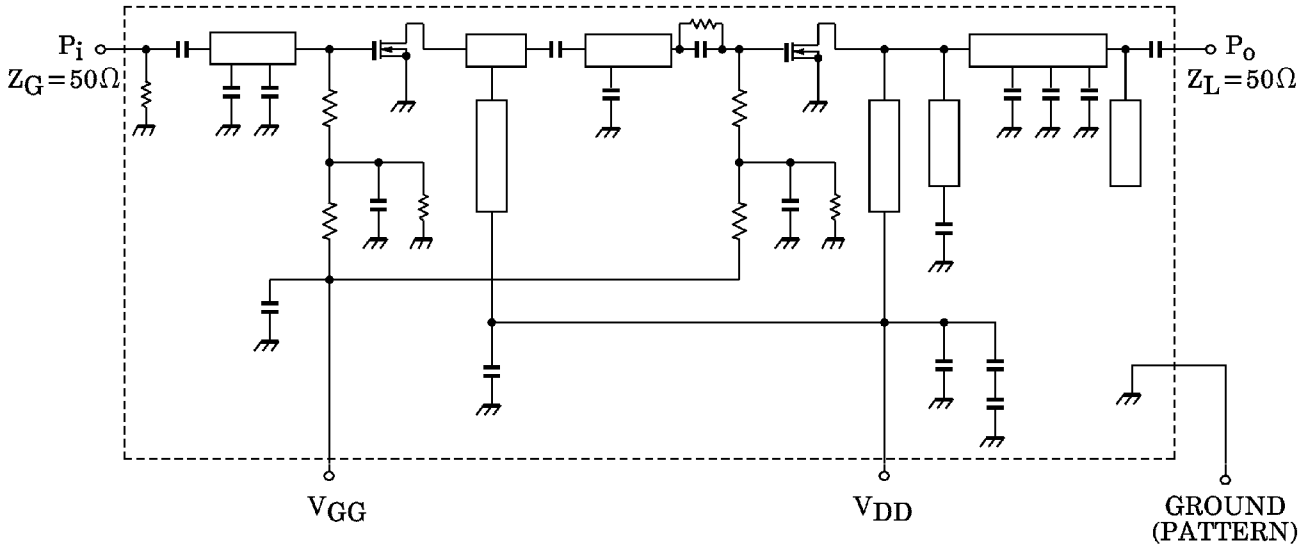 Pi
ZG=50Ω
Po
ZL=50Ω
VGG
VDD
GROUND
(PATTERN)